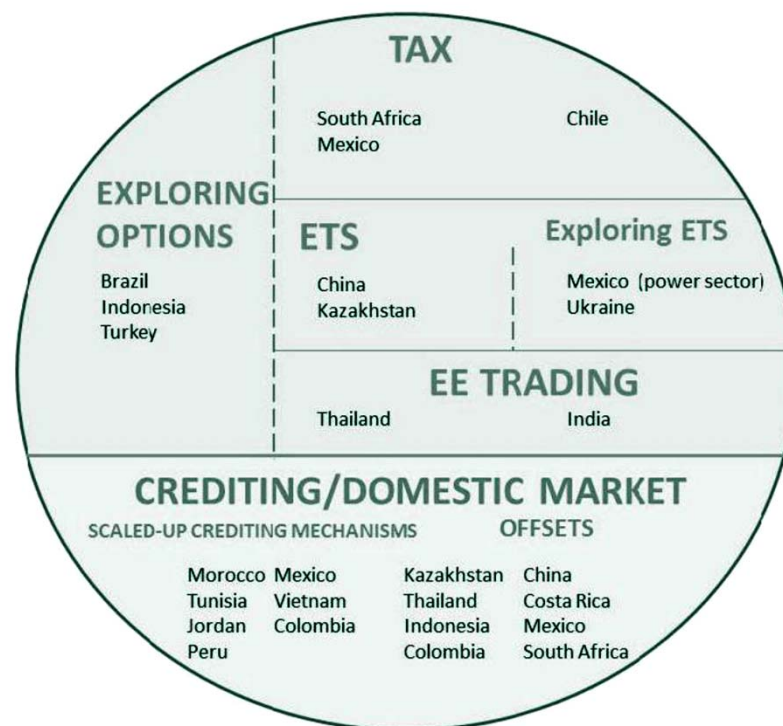 TAX
South Africa
Mexico
Chile
EXPLORING
OPTIONS
Brazil
Indonesia
Turkey
ETS
China
Kazakhstan
Exploring ETS
Mexico (power sector)
Ukraine
EE TRADING
Thailand
India
CREDITING/DOMESTIC MARKET
SCALED-UP CREDITING MECHANISMS
Morocco Mexico
Tunisia Vietnam
Jordan Colombia
Peru
OFFSETS
Kazakhstan China
Thailand Costa Rica
Indonesia Mexico
Colombia South Africa